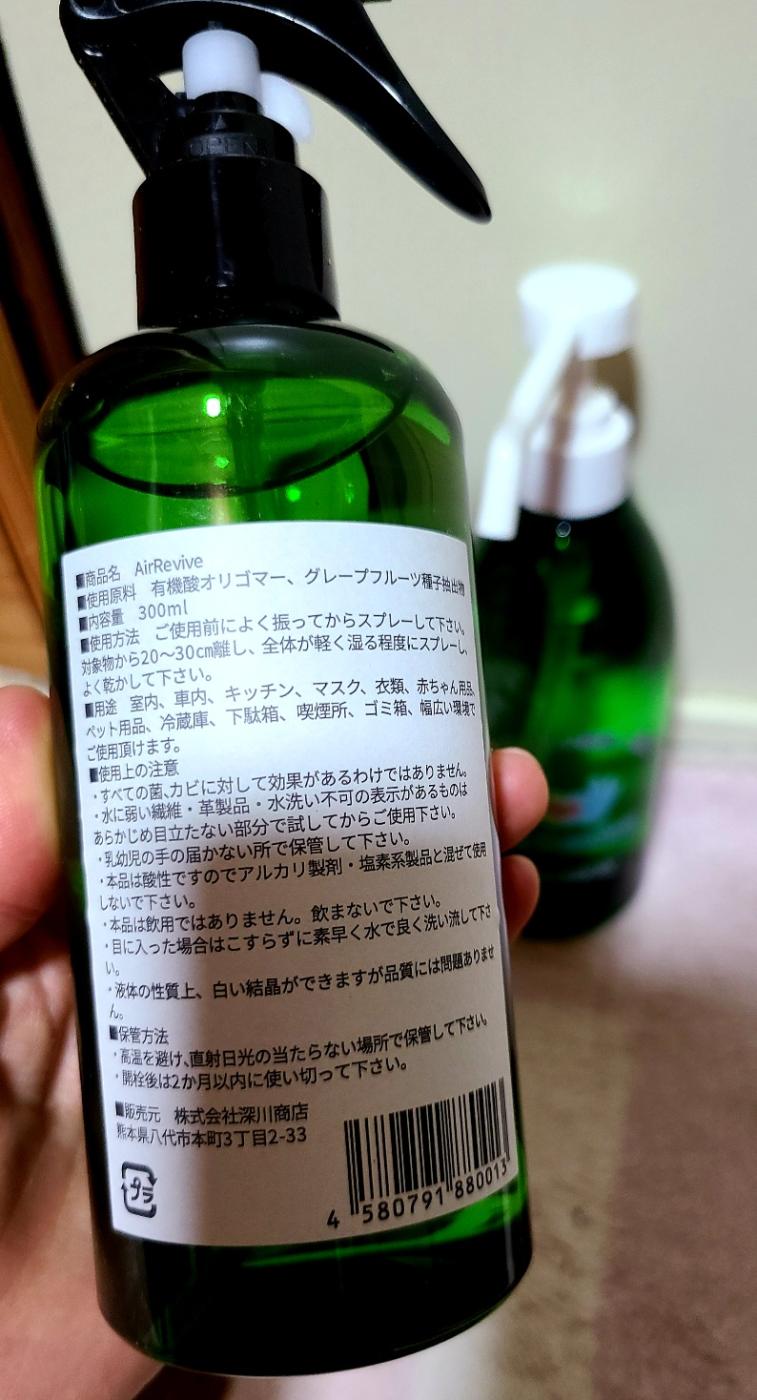 OPEN
■商品名 AirRevive
■使用原料 有機酸オリゴマー、グレープフルーツ種子抽出物
■内容量 300ml
■使用方法 ご使用前によく振ってからスプレーして下さい。
対象物から20〜30cm離し、全体が軽く湿る程度にスプレーし、
よく乾かして下さい。
■用途 室内、車内、キッチン、マスク、衣類、赤ちゃん用品、
ペット用品、冷蔵庫、下駄箱、喫煙所、ゴミ箱、幅広い環境で
ご使用頂けます。
■使用上の注意
・すべての菌、カビに対して効果があるわけではありません。
・水に弱い繊維・革製品・水洗い不可の表示があるものは
あらかじめ目立たない部分で試してからご使用下さい。
・乳幼児の手の届かない所で保管して下さい。
・本品は酸性ですのでアルカリ製剤・塩素系製品と混ぜて使用
しないで下さい。
・本品は飲用ではありません。飲まないで下さい。
・目に入った場合はこすらずに素早く水で良く洗い流して下さ
い。
・液体の性質上、白い結晶ができますが品質には問題ありませ
ん。
■保管方法
・高温を避け、直射日光の当たらない場所で保管して下さい。
・開栓後は2か月以内に使い切って下さい。
■販売元 株式会社深川商店
熊本県八代市本町3丁目2-33
プラ
4 580791 880013